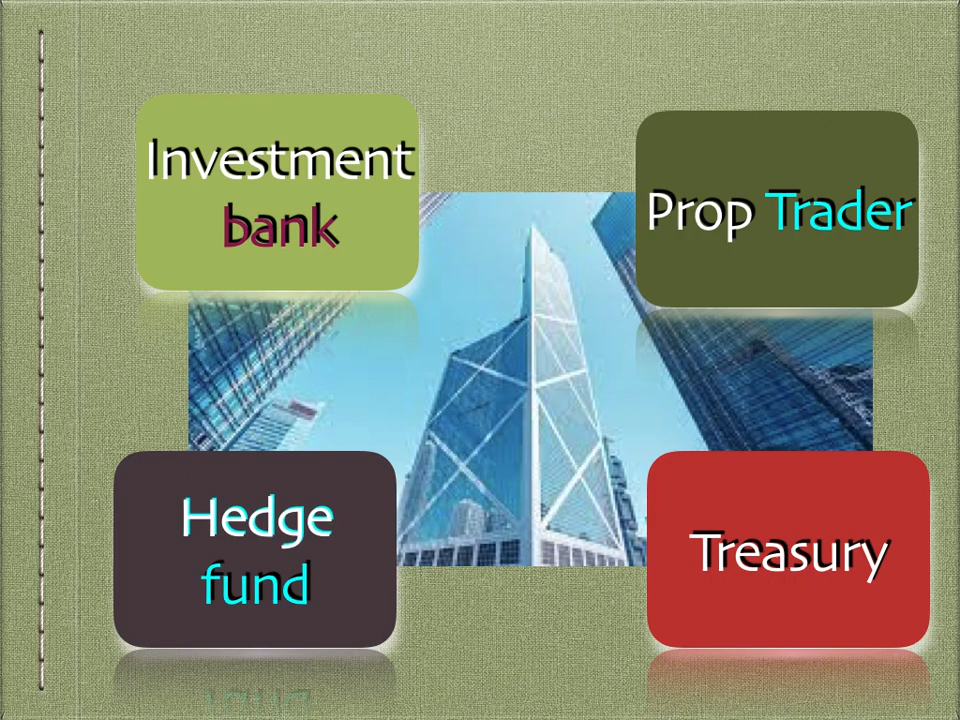 Investment
bank
Prop Trader
Hedge
fund
Treasury